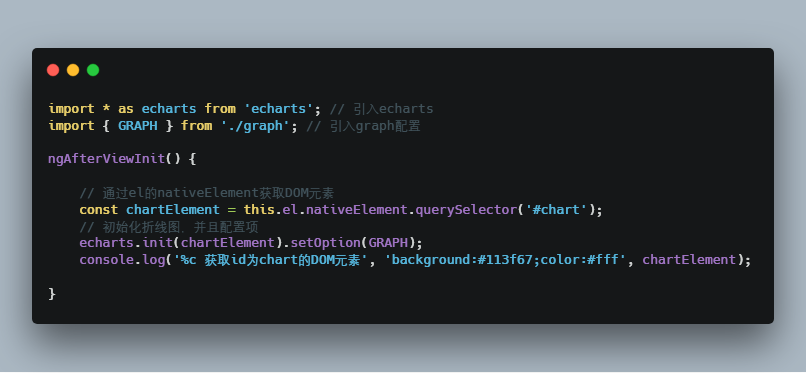 import * as echarts from 'echarts'; // 引入echarts
import { GRAPH } from './graph'; // 引入graph配置
ngAfterViewInit() {
// 通过el的nativeElement获取DOM元素
const chartElement = this.el.nativeElement.querySelector('#chart');
// 初始化折线图、并且配置项
echarts.init(chartElement).setOption(GRAPH);
console.log('%c 获取id为chart的DOM元素', 'background:#113f67;color:#fff', chartElement);
}